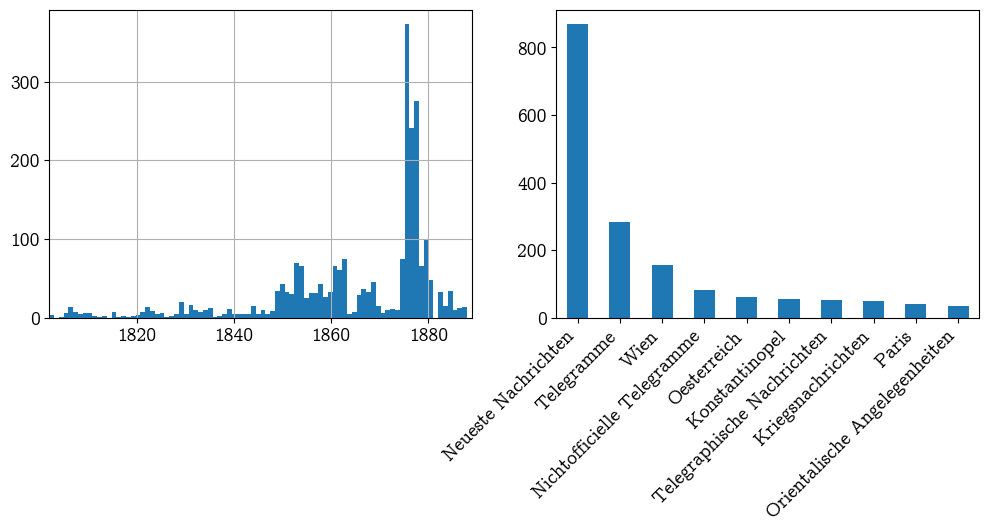 300
200
100
0
1820
1840
1860
1880
800
600
400
200
0
Neueste Nachrichten
Telegramme
Wien
Nichtofficielle Telegramme
Oesterreich
Konstantinopel
Telegraphische Nachrichten
Kriegsnachrichten
Paris
Orientalische Angelegenheiten